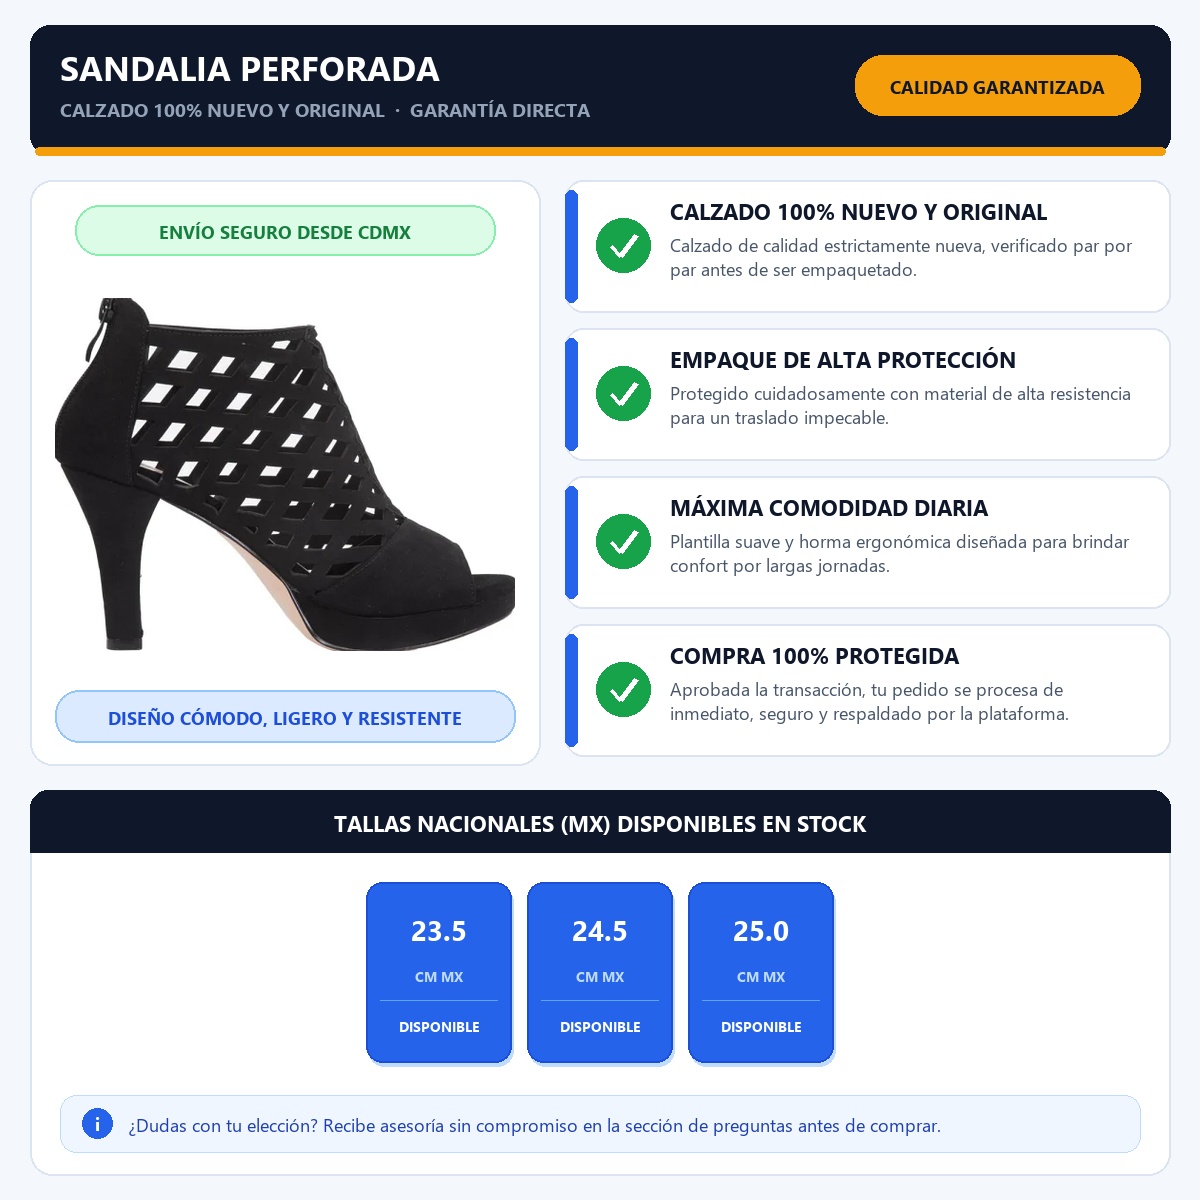 SANDALIA PERFORADA
CALZADO 100% NUEVO Y ORIGINAL · GARANTÍA DIRECTA
CALIDAD GARANTIZADA
ENVÍO SEGURO DESDE CDMX
DISEÑO CÓMODO, LIGERO Y RESISTENTE
CALZADO 100% NUEVO Y ORIGINAL
Calzado de calidad estrictamente nueva, verificado par por
par antes de ser empaquetado.
EMPAQUE DE ALTA PROTECCIÓN
Protegido cuidadosamente con material de alta resistencia
para un traslado impecable.
MÁXIMA COMODIDAD DIARIA
Plantilla suave y horma ergonómica diseñada para brindar
confort por largas jornadas.
COMPRA 100% PROTEGIDA
Aprobada la transacción, tu pedido se procesa de
inmediato, seguro y respaldado por la plataforma.
TALLAS NACIONALES (MX) DISPONIBLES EN STOCK
23.5
CM MX
DISPONIBLE
24.5
CM MX
DISPONIBLE
25.0
CM MX
DISPONIBLE
i
¿Dudas con tu elección? Recibe asesoría sin compromiso en la sección de preguntas antes de comprar.